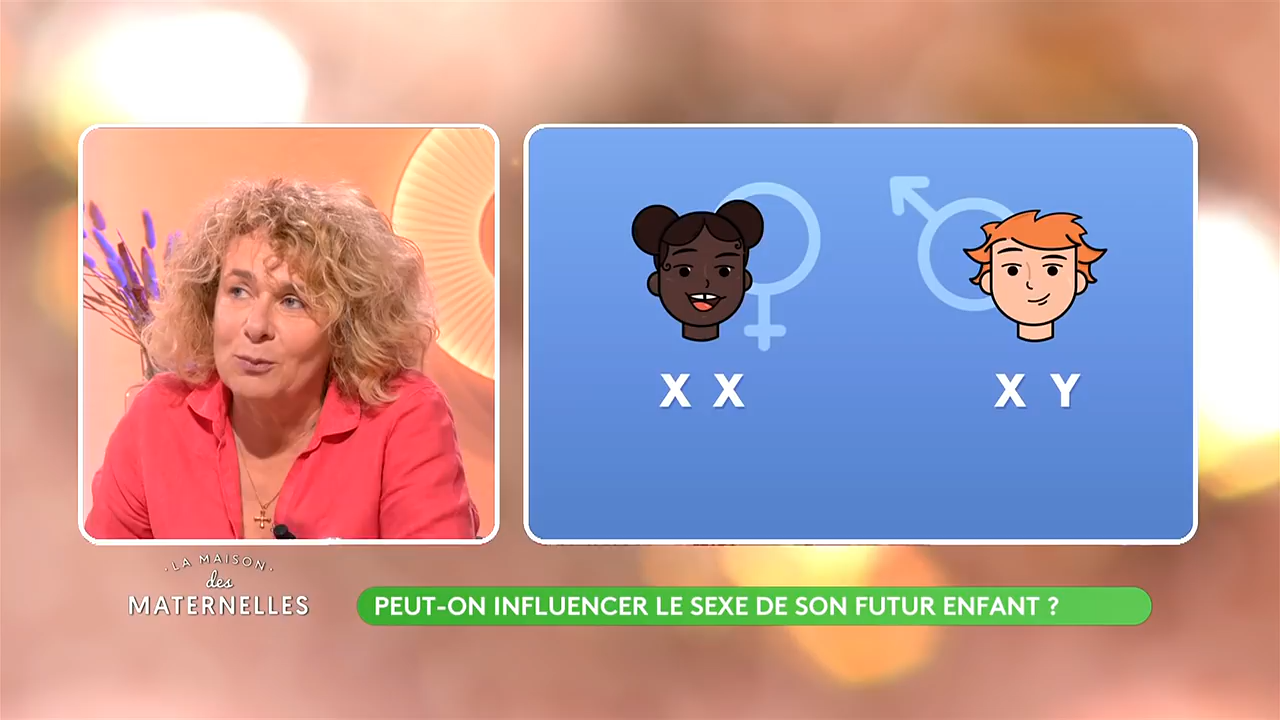 X X
X Y
· LA MAISON ·
des
MATERNELLES
PEUT-ON INFLUENCER LE SEXE DE SON FUTUR ENFANT ?